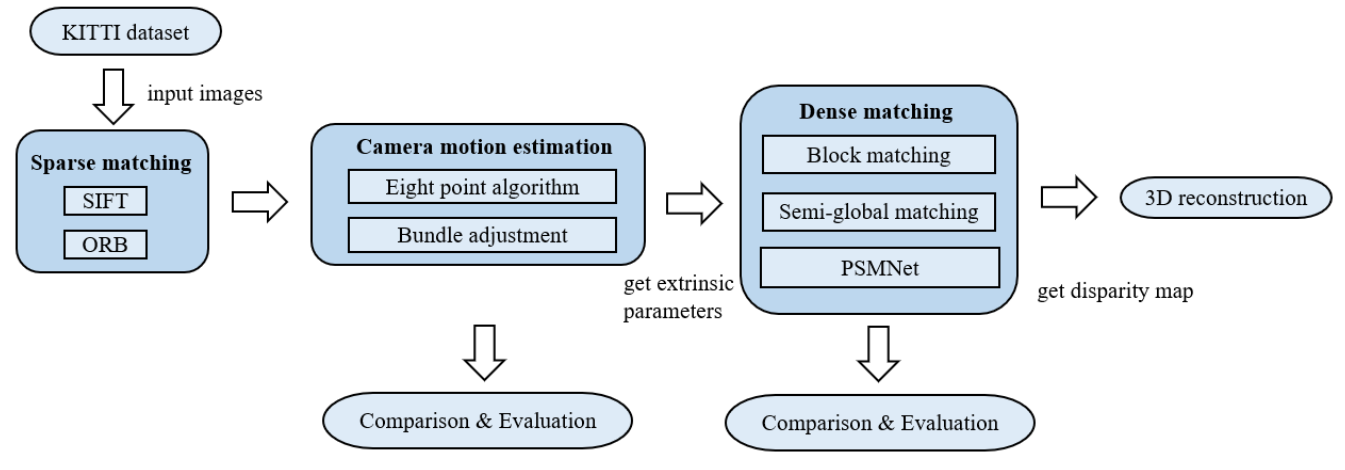 KITTI dataset
input images
Sparse matching
SIFT
ORB
Camera motion estimation
Eight point algorithm
Bundle adjustment
get extrinsic
parameters
Comparison & Evaluation
Dense matching
Block matching
Semi-global matching
PSMNet
get disparity map
Comparison & Evaluation
3D reconstruction